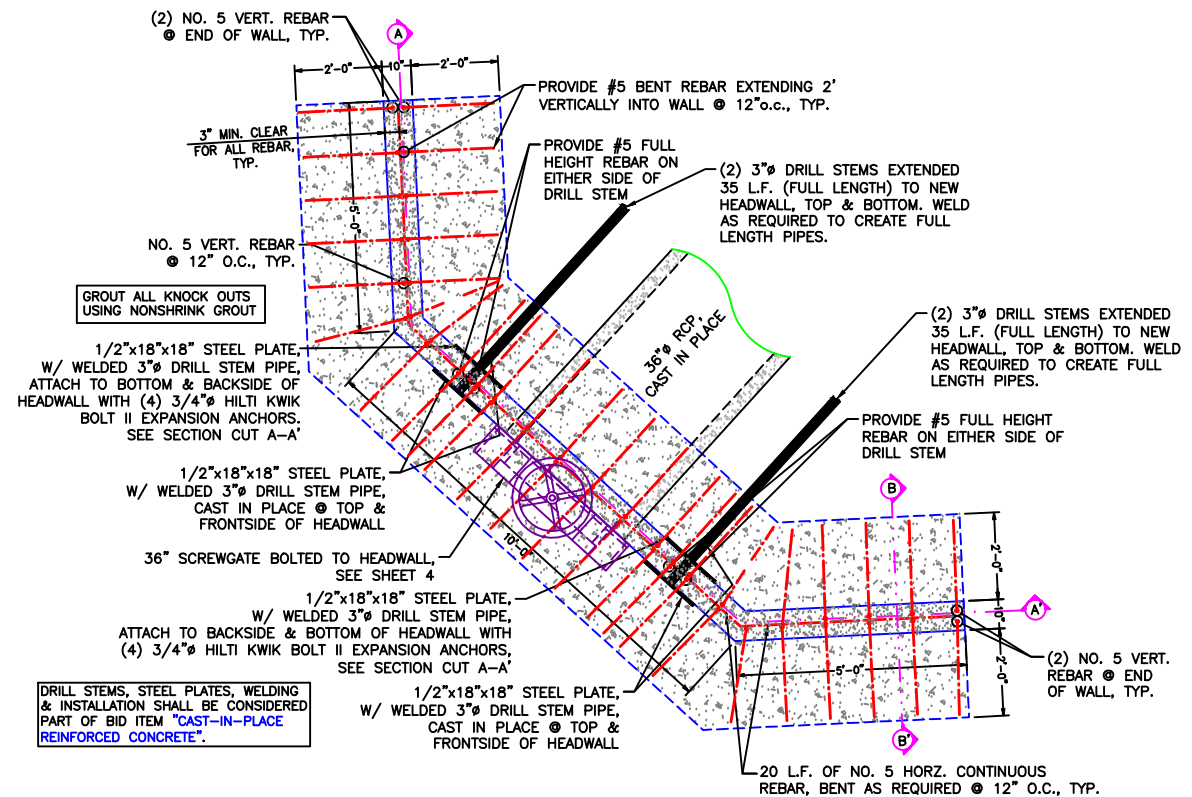 (2) NO. 5 VERT. REBAR
@ END OF WALL, TYP.
A
2'-0"
10"
2'-0"
PROVIDE #5 BENT REBAR EXTENDING 2'
VERTICALLY INTO WALL @ 12"o.c., TYP.
3" MIN. CLEAR
FOR ALL REBAR,
TYP.
PROVIDE #5 FULL
HEIGHT REBAR ON
EITHER SIDE OF
DRILL STEM
(2) 3"ø DRILL STEMS EXTENDED
35 L.F. (FULL LENGTH) TO NEW
HEADWALL, TOP & BOTTOM. WELD
AS REQUIRED TO CREATE FULL
LENGTH PIPES.
5'-0"
NO. 5 VERT. REBAR
@ 12" O.C., TYP.
GROUT ALL KNOCK OUTS
USING NONSHRINK GROUT
36"ø RCP,
CAST IN PLACE
(2) 3"ø DRILL STEMS EXTENDED
35 L.F. (FULL LENGTH) TO NEW
HEADWALL, TOP & BOTTOM. WELD
AS REQUIRED TO CREATE FULL
LENGTH PIPES.
1/2"x18"x18" STEEL PLATE,
W/ WELDED 3"ø DRILL STEM PIPE,
ATTACH TO BOTTOM & BACKSIDE OF
HEADWALL WITH (4) 3/4"ø HILTI KWIK
BOLT II EXPANSION ANCHORS.
SEE SECTION CUT A-A'
PROVIDE #5 FULL HEIGHT
REBAR ON EITHER SIDE OF
DRILL STEM
1/2"x18"x18" STEEL PLATE,
W/ WELDED 3"ø DRILL STEM PIPE,
CAST IN PLACE @ TOP &
FRONTSIDE OF HEADWALL
B
10'-0"
36" SCREWGATE BOLTED TO HEADWALL,
SEE SHEET 4
2'-0"
10"
2'-0"
A'
1/2"x18"x18" STEEL PLATE,
W/ WELDED 3"ø DRILL STEM PIPE,
ATTACH TO BACKSIDE & BOTTOM OF HEADWALL WITH
(4) 3/4"ø HILTI KWIK BOLT II EXPANSION ANCHORS,
SEE SECTION CUT A-A'
5'-0"
(2) NO. 5 VERT.
REBAR @ END
OF WALL, TYP.
DRILL STEMS, STEEL PLATES, WELDING
& INSTALLATION SHALL BE CONSIDERED
PART OF BID ITEM "CAST-IN-PLACE
REINFORCED CONCRETE".
1/2"x18"x18" STEEL PLATE,
W/ WELDED 3"ø DRILL STEM PIPE,
CAST IN PLACE @ TOP &
FRONTSIDE OF HEADWALL
B'
20 L.F. OF NO. 5 HORZ. CONTINUOUS
REBAR, BENT AS REQUIRED @ 12" O.C., TYP.